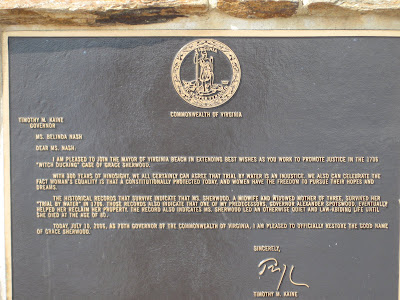 VIRGINIA
COMMONWEALTH OF VIRGINIA
TIMOTHY M. KAINE
GOVERNOR
MS. BELINDA NASH
DEAR MS. NASH:
I AM PLEASED TO JOIN THE MAYOR OF VIRGINIA BEACH IN EXTENDING BEST WISHES AS YOU WORK TO PROMOTE JUSTICE IN THE 1706
"WITCH DUCKING" CASE OF GRACE SHERWOOD.
WITH 300 YEARS OF HINDSIGHT, WE ALL CERTAINLY CAN AGREE THAT TRIAL BY WATER IS AN INJUSTICE. WE ALSO CAN CELEBRATE THE
FACT WOMAN'S EQUALITY IS THAT A CONSTITUTIONALLY PROTECTED TODAY, AND WOMEN HAVE THE FREEDOM TO PURSUE THEIR HOPES AND
DREAMS.
THE HISTORICAL RECORDS THAT SURVIVE INDICATE THAT MS. SHERWOOD, A MIDWIFE AND WIDOWED MOTHER OF THREE, SURVIVED HER
"TRIAL BY WATER" IN 1706. THOSE RECORDS ALSO INDICATE THAT ONE OF MY PREDECESSORS, GOVERNOR ALEXANDER SPOTSWOOD, EVENTUALLY
HELPED HER RECLAIM HER PROPERTY. THE RECORD ALSO INDICATES MS. SHERWOOD LED AN OTHERWISE QUIET AND LAW-ABIDING LIFE UNTIL
SHE DIED AT THE AGE OF 80.
TODAY JULY 10, 2006, AS 70TH GOVERNOR OF THE COMMONWEALTH OF VIRGINIA, I AM PLEASED TO OFFICIALLY RESTORE THE GOOD NAME
OF GRACE SHERWOOD.
SINCERELY,
TIMOTHY M. KAINE